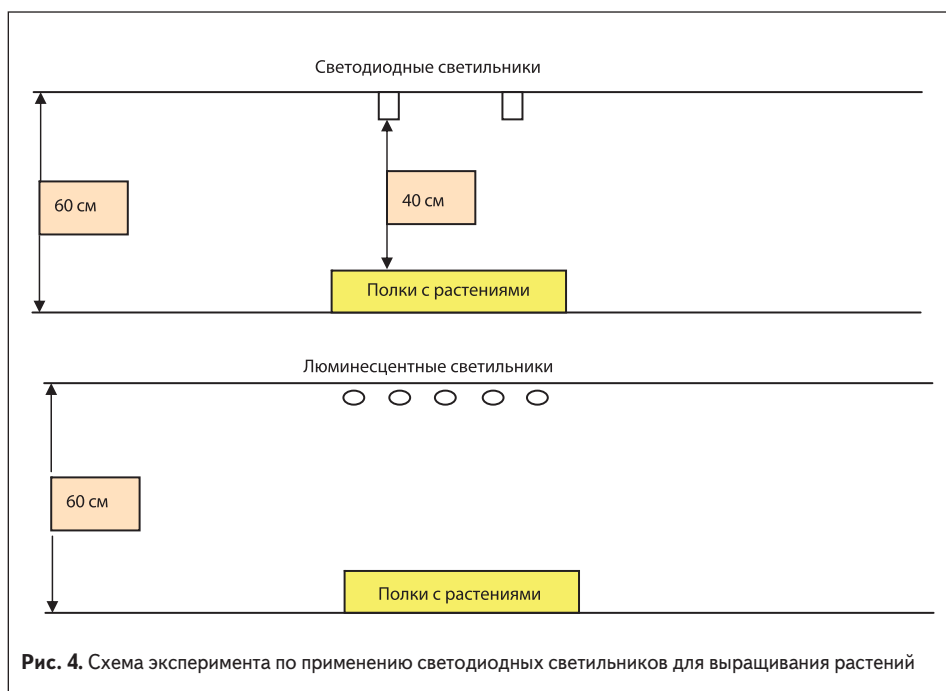 Светодиодные светильники
60 см
40 см
Полки с растениями
Люминесцентные светильники
60 см
Полки с растениями
Рис. 4. Схема эксперимента по применению светодиодных светильников для выращивания растений